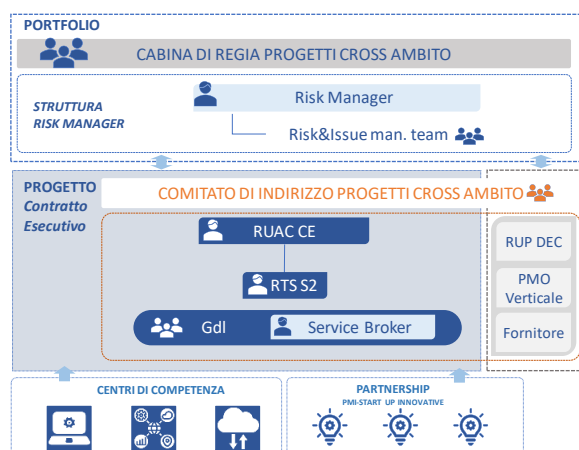 PORTFOLIO
CABINA DI REGIA PROGETTI CROSS AMBITO
STRUTTURA
RISK MANAGER
Risk Manager
Risk&Issue man. team
PROGETTO
Contratto
Esecutivo
COMITATO DI INDIRIZZO PROGETTI CROSS AMBITO
RUAC CE
RTS S2
Gdl
Service Broker
RUP DEC
PMO
Verticale
Fornitore
CENTRI DI COMPETENZA
PARTNERSHIP
PMI-START UP INNOVATIVE